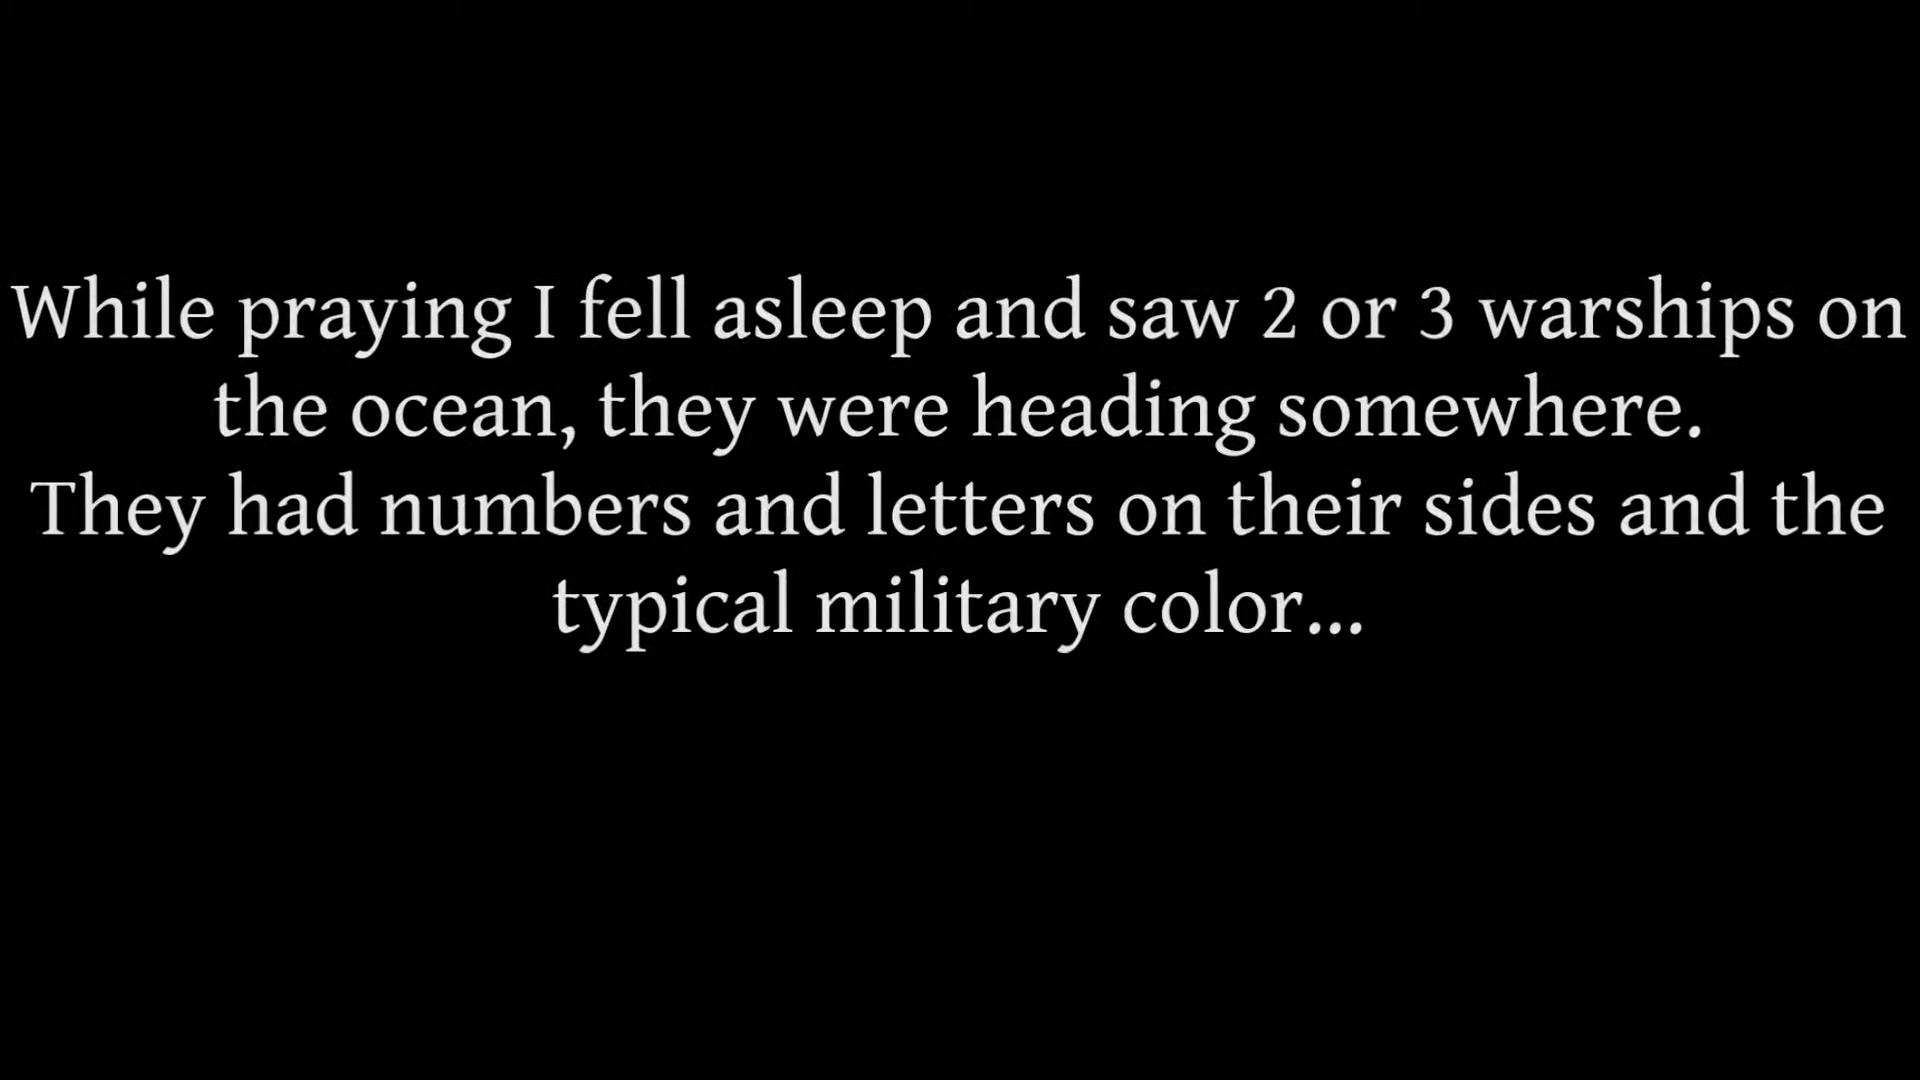 While praying I fell asleep and saw 2 or 3 warships on
the ocean, they were heading somewhere.
They had numbers and letters on their sides and the
typical military color...